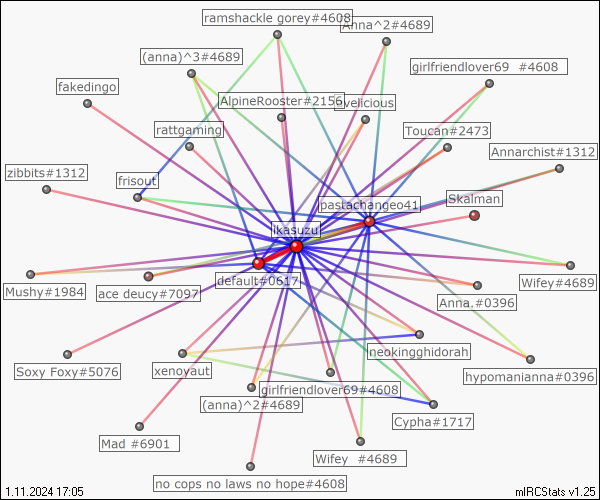 ramshackle gorey#4608
Anna^2#4689
(anna)^3#4689
girlfriendlover69 #4608
fakedingo
AlpineRooster#2156
velicious
rattgaming
Toucan#2473
Annarchist#1312
zibbits#1312
frisout
Skalman
pastachangeo41
ikasuzu
default#0617
Mushy#1984
ace deucy#7097
Wifey#4689
Anna.#0396
neokingghidorah
Soxy Foxy#5076
xenoyaut
hypomanianna#0396
girlfriendlover69#4608
(anna)^2#4689
Cypha#1717
Mad #6901
Wifey #4689
no cops no laws no hope#4608
1.11.2024 17:05
mIRCStats v1.25